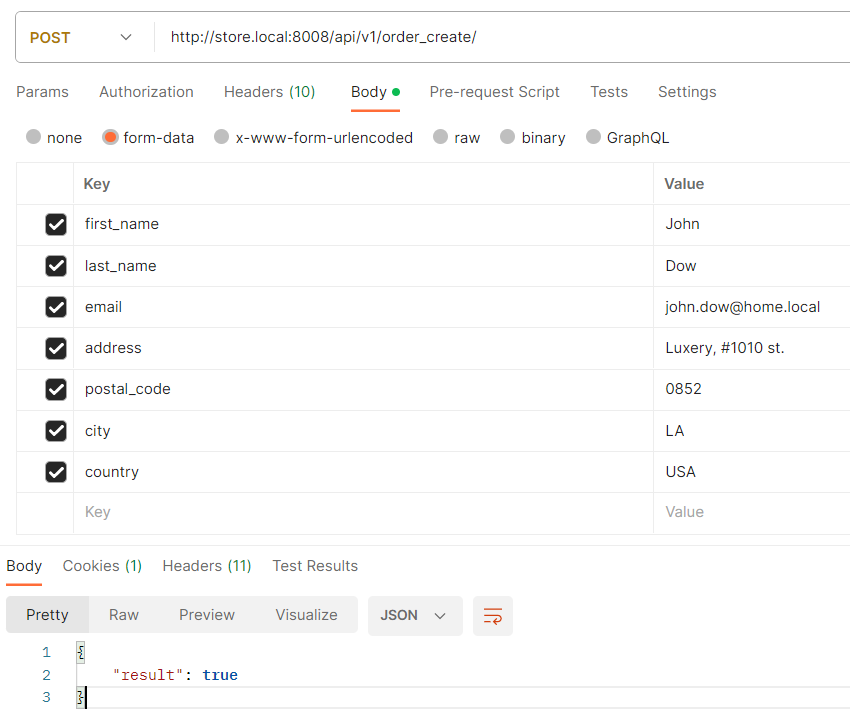 POST http://store.local:8008/api/v1/order_create/
Params Authorization Headers (10) Body Pre-request Script Tests Settings
none form-data x-www-form-urlencoded raw binary GraphQL
Key Value
first_name John
last_name Dow
email john.dow@home.local
address Luxery, #1010 st.
postal_code 0852
city LA
country USA
Key Value
Body Cookies (1) Headers (11) Test Results
Pretty Raw Preview Visualize JSON
1 {
2 "result": true
3 }